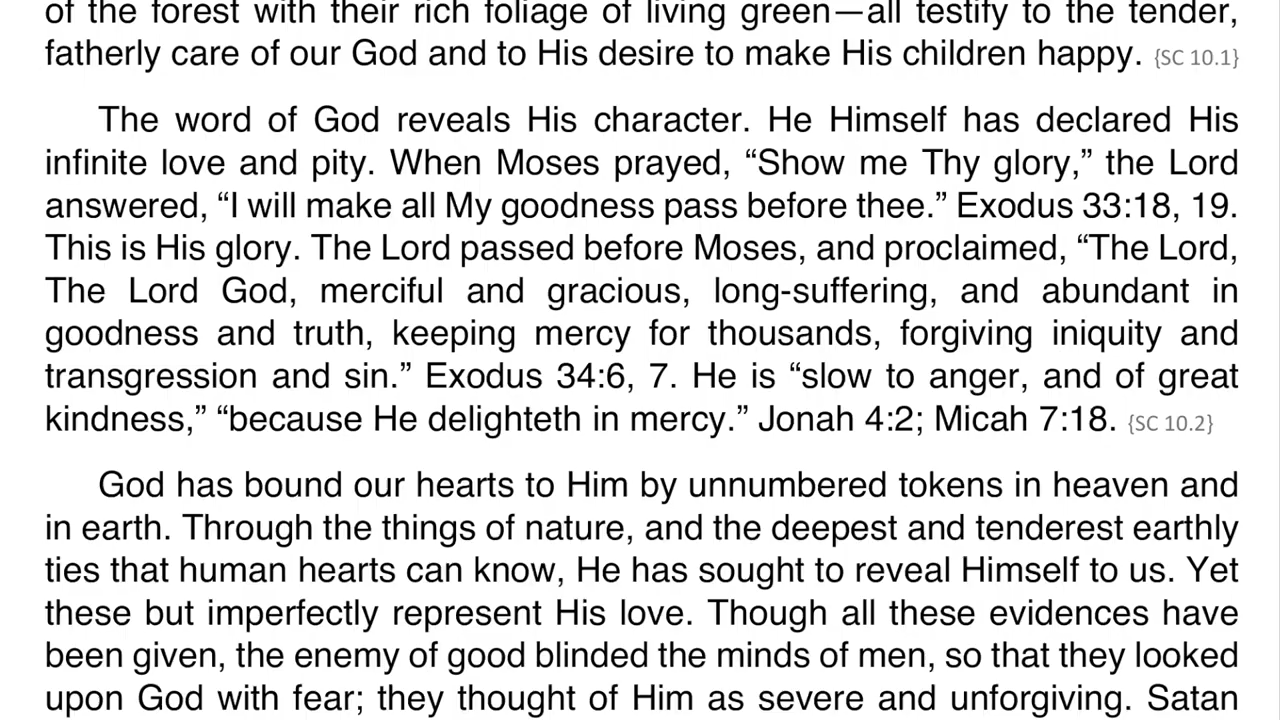 of the forest with their rich foliage of living green—all testify to the tender,
fatherly care of our God and to His desire to make His children happy. {SC 10.1}
The word of God reveals His character. He Himself has declared His
infinite love and pity. When Moses prayed, “Show me Thy glory,” the Lord
answered, “I will make all My goodness pass before thee.” Exodus 33:18, 19.
This is His glory. The Lord passed before Moses, and proclaimed, “The Lord,
The Lord God, merciful and gracious, long-suffering, and abundant in
goodness and truth, keeping mercy for thousands, forgiving iniquity and
transgression and sin.” Exodus 34:6, 7. He is “slow to anger, and of great
kindness,” “because He delighteth in mercy.” Jonah 4:2; Micah 7:18. {SC 10.2}
God has bound our hearts to Him by unnumbered tokens in heaven and
in earth. Through the things of nature, and the deepest and tenderest earthly
ties that human hearts can know, He has sought to reveal Himself to us. Yet
these but imperfectly represent His love. Though all these evidences have
been given, the enemy of good blinded the minds of men, so that they looked
upon God with fear; they thought of Him as severe and unforgiving. Satan